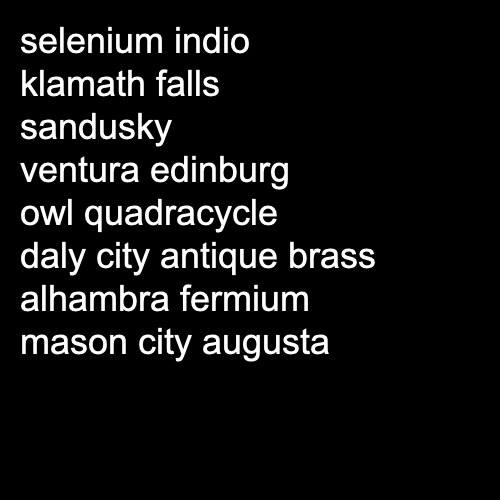 selenium indio
klamath falls
sandusky
ventura edinburg
owl quadracycle
daly city antique brass
alhambra fermium
mason city augusta